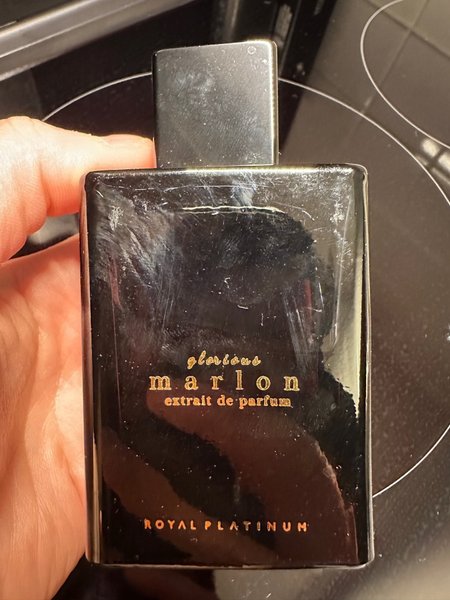 glorious
marlon
extrait de parfum
ROYAL PLATINUM